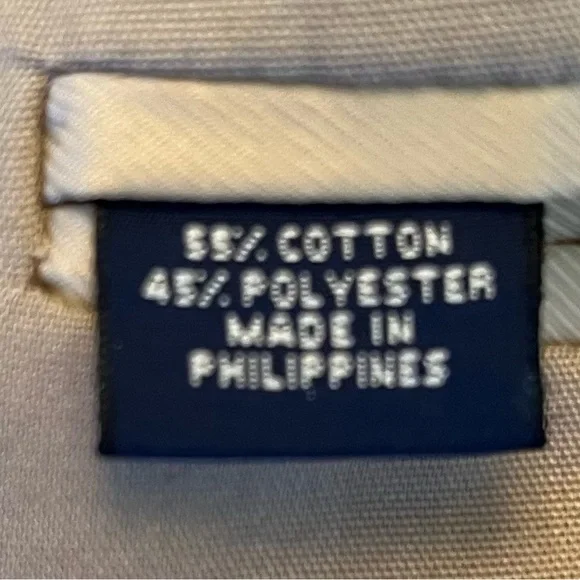 55% COTTON
45% POLYESTER
MADE IN
PHILIPPINES